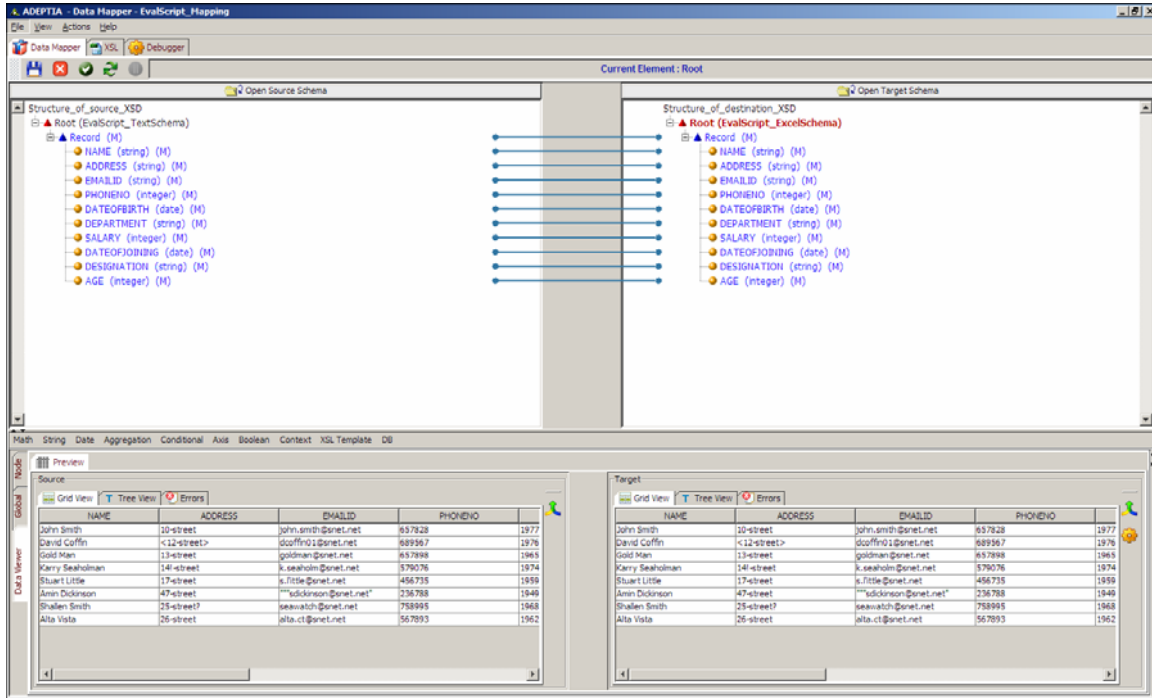 ADEPTIA - Data Mapper - EvalScript_Mapping
File View Actions Help
Data Mapper XSL Debugger
Current Element : Root
Open Source Schema
Structure_of_source_XSD
Root (EvalScript_TextSchema)
Record (M)
NAME (string) (M)
ADDRESS (string) (M)
EMAILID (string) (M)
PHONENO (integer) (M)
DATEOFBIRTH (date) (M)
DEPARTMENT (string) (M)
SALARY (integer) (M)
DATEOFJOINING (date) (M)
DESIGNATION (string) (M)
AGE (integer) (M)
Open Target Schema
Structure_of_destination_XSD
Root (EvalScript_ExcelSchema)
Record (M)
NAME (string) (M)
ADDRESS (string) (M)
EMAILID (string) (M)
PHONENO (integer) (M)
DATEOFBIRTH (date) (M)
DEPARTMENT (string) (M)
SALARY (integer) (M)
DATEOFJOINING (date) (M)
DESIGNATION (string) (M)
AGE (integer) (M)
Math String Date Aggregation Conditional Axis Boolean Context XSL Template DB
Node
Global
Data Viewer
Preview
Source
Grid View Tree View Errors
NAME ADDRESS EMAILID PHONENO
John Smith 10-street john.smith@snet.net 657828 1977
David Coffin <12-street> dcoffin01@snet.net 689567 1976
Gold Man 13-street goldman@snet.net 657898 1965
Karry Seaholman 14!-street k.seaholm@snet.net 579076 1974
Stuart Little 17-street s.little@snet.net 456735 1959
Amin Dickinson 47-street """sdickinson@snet.net" 236788 1949
Shallen Smith 25-street? seawatch@snet.net 758995 1968
Alta Vista 26-street alta.ct@snet.net 567893 1962
Target
Grid View Tree View Errors
NAME ADDRESS EMAILID PHONENO
John Smith 10-street john.smith@snet.net 657828 1977
David Coffin <12-street> dcoffin01@snet.net 689567 1976
Gold Man 13-street goldman@snet.net 657898 1965
Karry Seaholman 14!-street k.seaholm@snet.net 579076 1974
Stuart Little 17-street s.little@snet.net 456735 1959
Amin Dickinson 47-street """sdickinson@snet.net" 236788 1949
Shallen Smith 25-street? seawatch@snet.net 758995 1968
Alta Vista 26-street alta.ct@snet.net 567893 1962